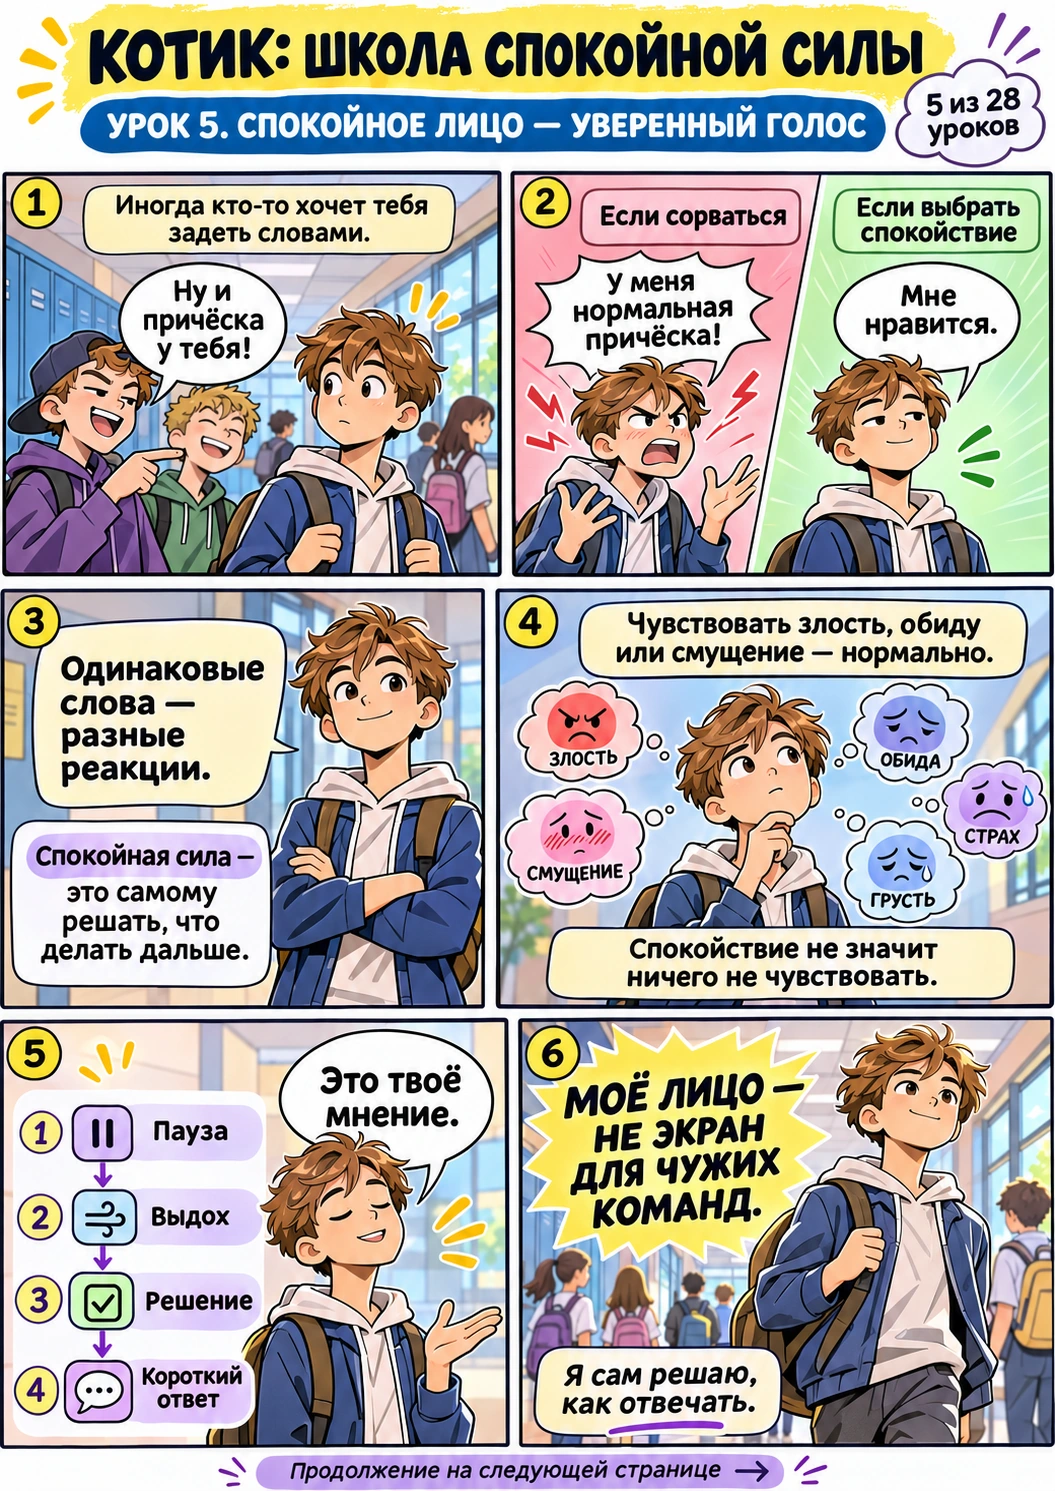 КОТИК: ШКОЛА СПОКОЙНОЙ СИЛЫ
УРОК 5. СПОКОЙНОЕ ЛИЦО — УВЕРЕННЫЙ ГОЛОС
5 из 28
уроков
1
Иногда кто-то хочет тебя
задеть словами.
Ну и
причёска
у тебя!
2
Если сорваться
У меня
нормальная
причёска!
Если выбрать
спокойствие
Мне
нравится.
3
Одинаковые
слова —
разные
реакции.
Спокойная сила —
это самому
решать, что
делать дальше.
4
Чувствовать злость, обиду
или смущение — нормально.
ЗЛОСТЬ
ОБИДА
СТРАХ
СМУЩЕНИЕ
ГРУСТЬ
Спокойствие не значит
ничего не чувствовать.
5
Это твоё
мнение.
1 Пауза
2 Выдох
3 Решение
4 Короткий
ответ
6
МОЁ ЛИЦО —
НЕ ЭКРАН
ДЛЯ ЧУЖИХ
КОМАНД.
Я сам решаю,
как отвечать.
Продолжение на следующей странице →